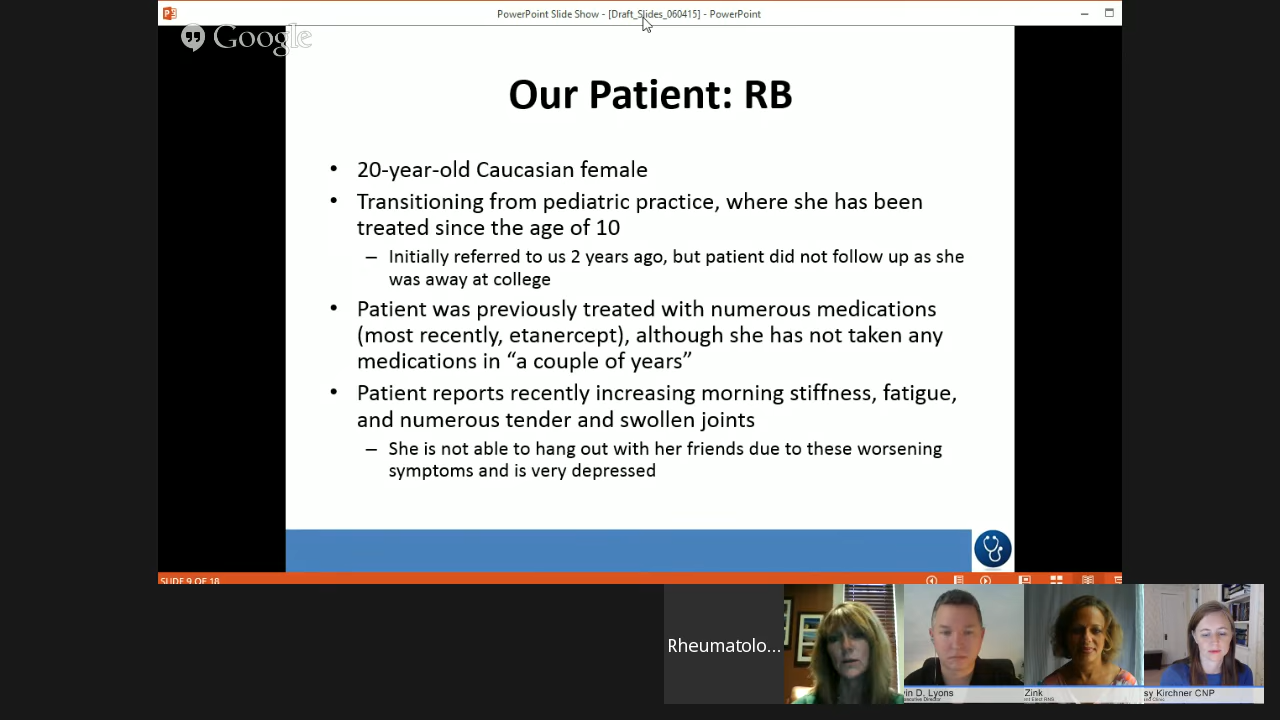 PowerPoint Slide Show - [Draft_Slides_060415] - PowerPoint
Google
Our Patient: RB
• 20-year-old Caucasian female
• Transitioning from pediatric practice, where she has been
treated since the age of 10
– Initially referred to us 2 years ago, but patient did not follow up as she
was away at college
• Patient was previously treated with numerous medications
(most recently, etanercept), although she has not taken any
medications in “a couple of years”
• Patient reports recently increasing morning stiffness, fatigue,
and numerous tender and swollen joints
– She is not able to hang out with her friends due to these worsening
symptoms and is very depressed
SLIDE 9 OF 18
Rheumatolo...
vin D. Lyons
Zink
sy Kirchner CNP